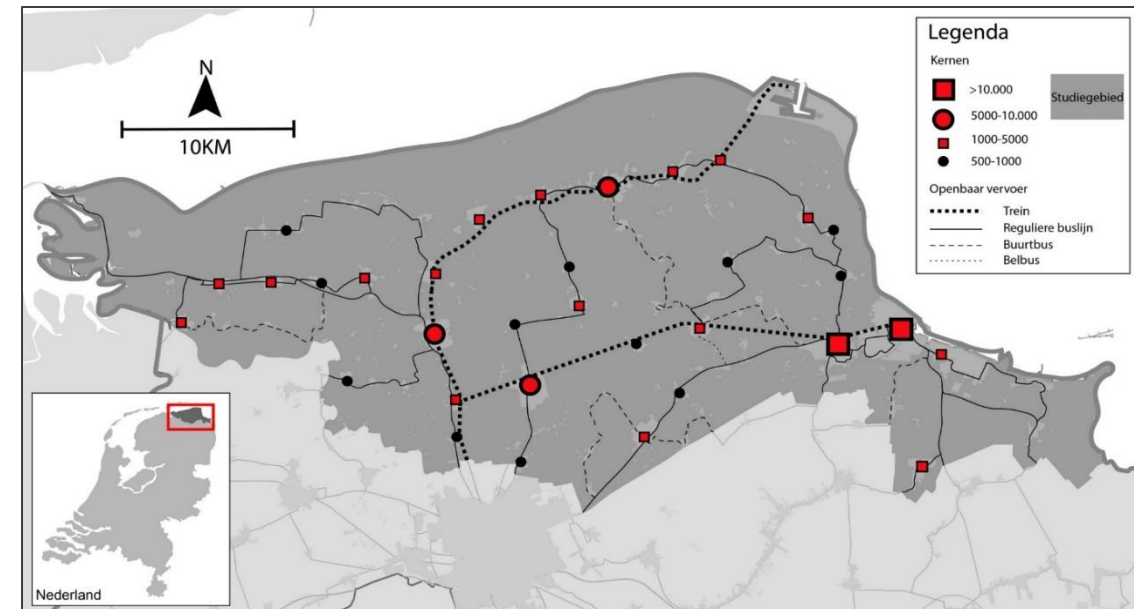 N
10KM
Legenda
Kernen
>10.000
5000-10.000
1000-5000
500-1000
Studiegebied
Openbaar vervoer
Trein
Reguliere buslijn
Buurtbus
Belbus
Nederland